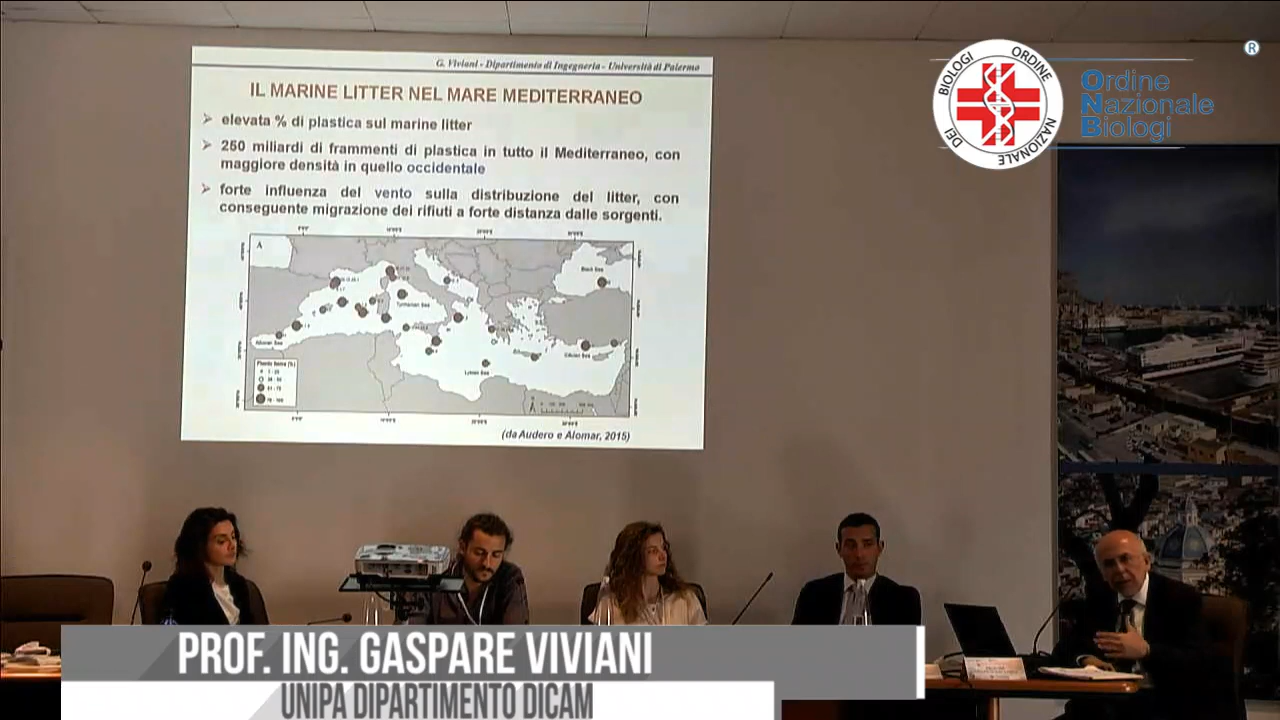 G. Viviani - Dipartimento di Ingegneria - Università di Palermo
IL MARINE LITTER NEL MARE MEDITERRANEO
elevata % di plastica sul marine litter
250 miliardi di frammenti di plastica in tutto il Mediterraneo, con
maggiore densità in quello occidentale
forte influenza del vento sulla distribuzione del litter, con
conseguente migrazione dei rifiuti a forte distanza dalle sorgenti.
A
Black Sea
Tyrrhenian Sea
Alboran Sea
Libyan Sea
(da Audero e Alomar, 2015)
ORDINE NAZIONALE DEI BIOLOGI
®
Ordine
Nazionale
Biologi
PROF. ING. GASPARE VIVIANI
UNIPA DIPARTIMENTO DICAM